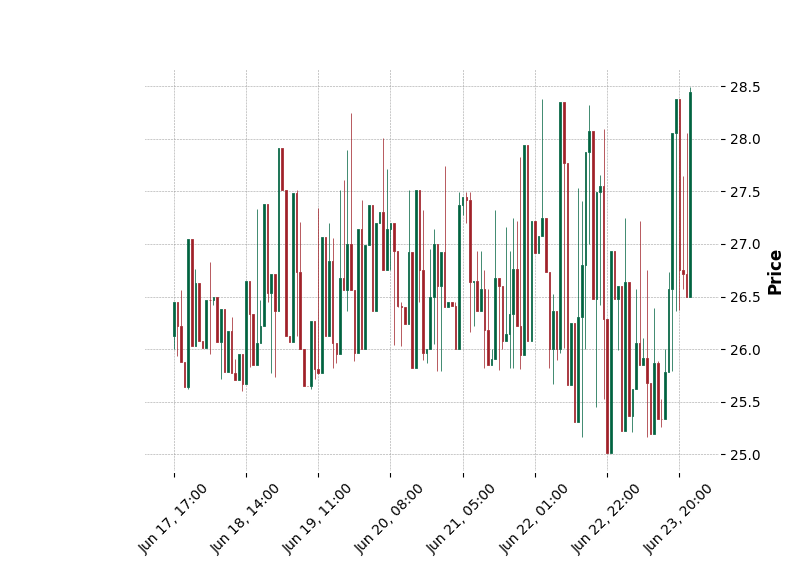 28.5
28.0
27.5
27.0
26.5
26.0
25.5
25.0
Price
Jun 17, 17:00
Jun 18, 14:00
Jun 19, 11:00
Jun 20, 08:00
Jun 21, 05:00
Jun 22, 01:00
Jun 22, 22:00
Jun 23, 20:00